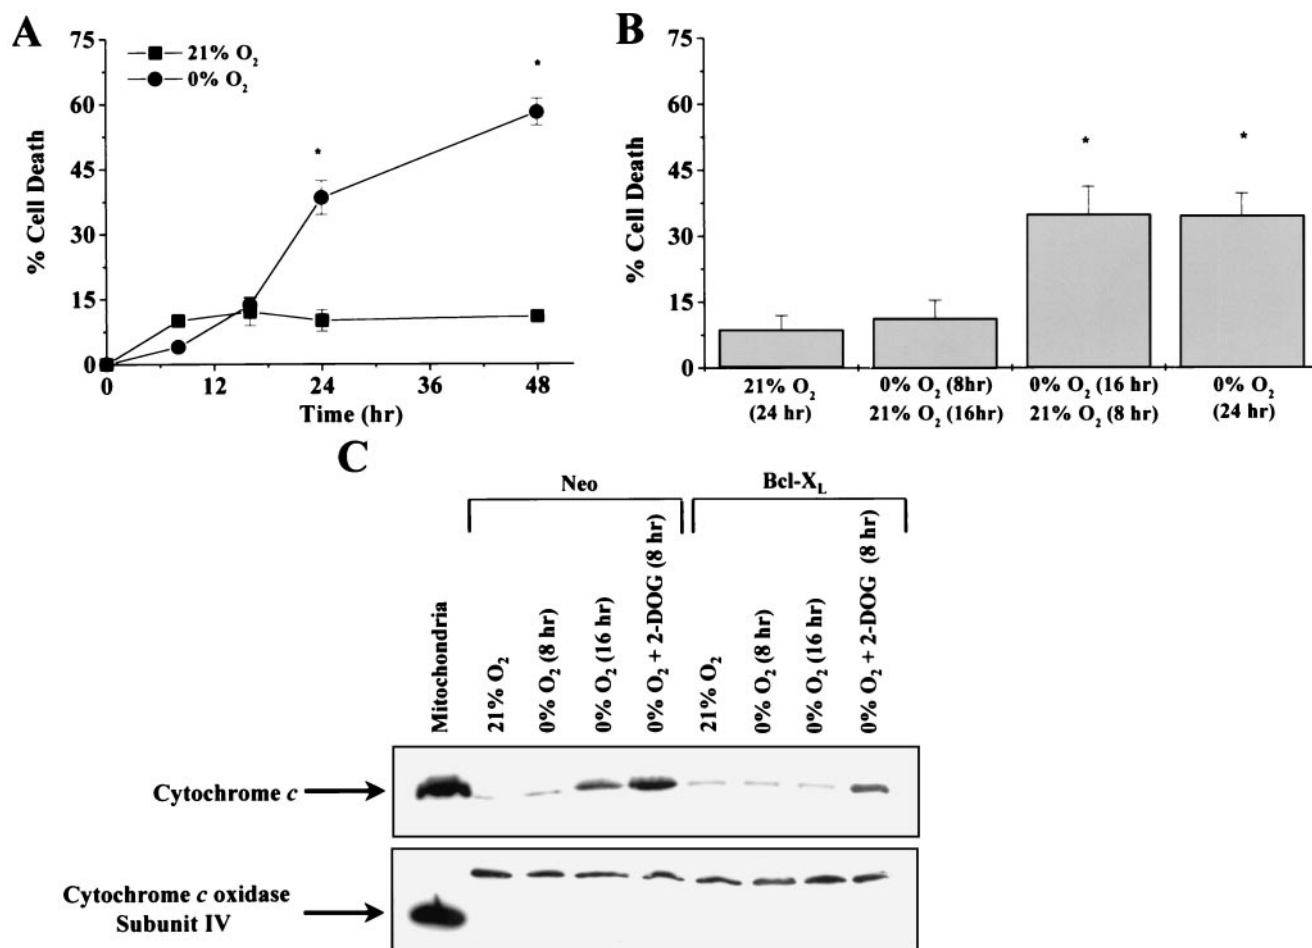 A
75
60
45
30
15
0
% Cell Death
21% O₂
0% O₂
*
*
0
12
24
36
48
Time (hr)
B
75
60
45
30
15
0
% Cell Death
*
*
21% O₂
(24 hr)
0% O₂ (8hr)
21% O₂ (16hr)
0% O₂ (16 hr)
21% O₂ (8 hr)
0% O₂
(24 hr)
C
Neo
Bcl-X_L
Mitochondria
21% O₂
0% O₂ (8 hr)
0% O₂ (16 hr)
0% O₂ + 2-DOG (8 hr)
21% O₂
0% O₂ (8 hr)
0% O₂ (16 hr)
0% O₂ + 2-DOG (8 hr)
Cytochrome c
Cytochrome c oxidase
Subunit IV